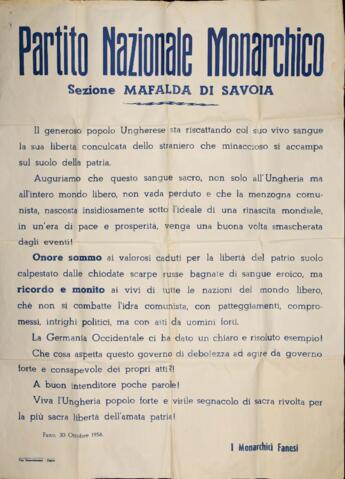 Partito Nazionale Monarchico
Sezione MAFALDA DI SAVOIA
Il generoso popolo Ungherese sta riscattando col suo vivo sangue
la sua libertà conculcata dello straniero che minaccioso si accampa
sul suolo della patria.
Auguriamo che questo sangue sacro, non solo all'Ungheria ma
all'intero mondo libero, non vada perduto e che la menzogna comu-
nista, nascosta insidiosamente sotto l'ideale di una rinascita mondiale,
in un'era di pace e prosperità, venga una buona volta smascherata
dagli eventi!
Onore sommo ai valorosi caduti per la libertà del patrio suolo
calpestato dalle chiodate scarpe russe bagnate di sangue eroico, ma
ricordo e monito ai vivi di tutte le nazioni del mondo libero,
chè non si combatte l'idra comunista, con patteggiamenti, compro-
messi, intrighi politici, ma con atti da uomini forti.
La Germania Occidentale ci ha dato un chiaro e risoluto esempio!
Che cosa aspetta questo governo di debolezza ad agire da governo
forte e consapevole dei propri atti?!
A buon intenditore poche parole!
Viva l'Ungheria popolo forte e virile segnacolo di sacra rivolta per
la più sacra libertà dell'amata patria!
Fano, 30 Ottobre 1956.
I Monarchici Fanesi